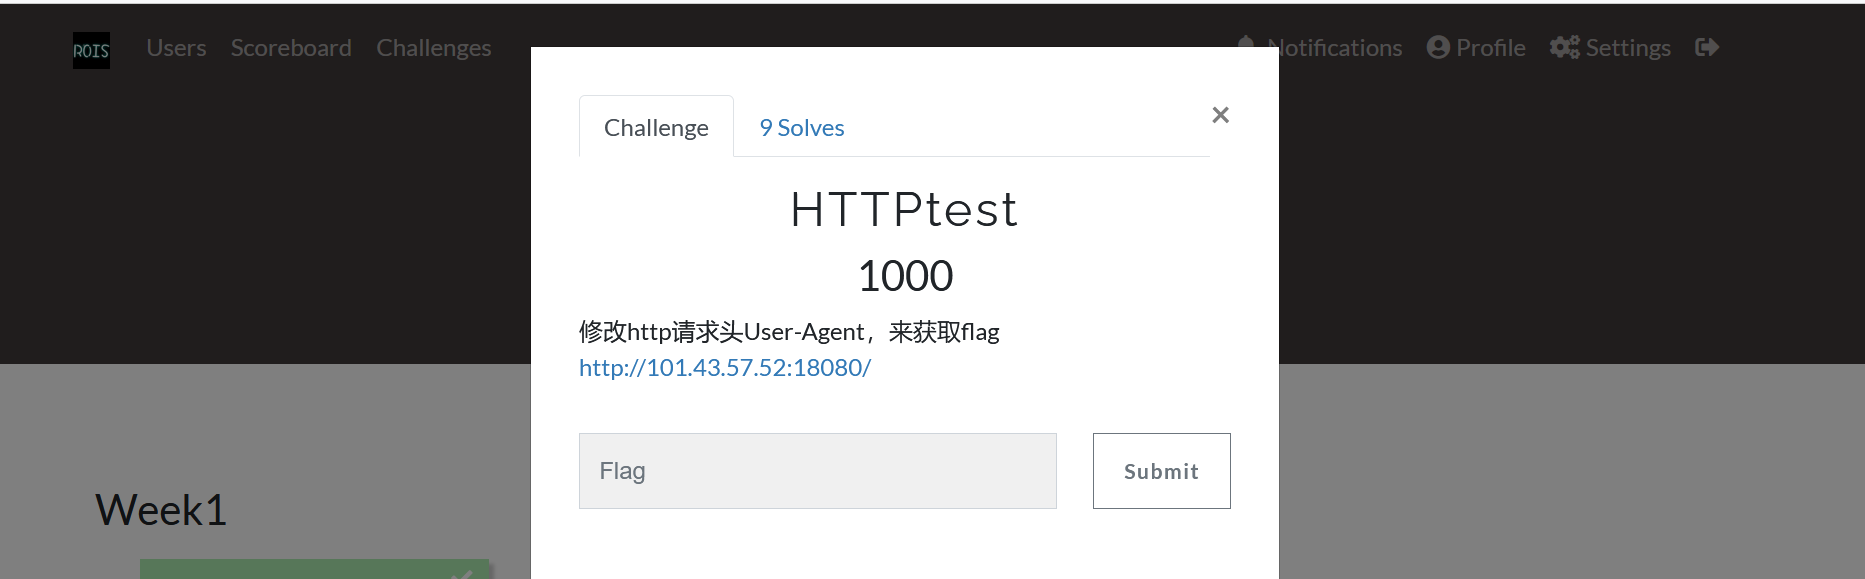 ROIS Users Scoreboard Challenges Notifications Profile Settings
Challenge 9 Solves ×
HTTPtest
1000
修改http请求头User-Agent，来获取flag
http://101.43.57.52:18080/
Flag Submit
Week1